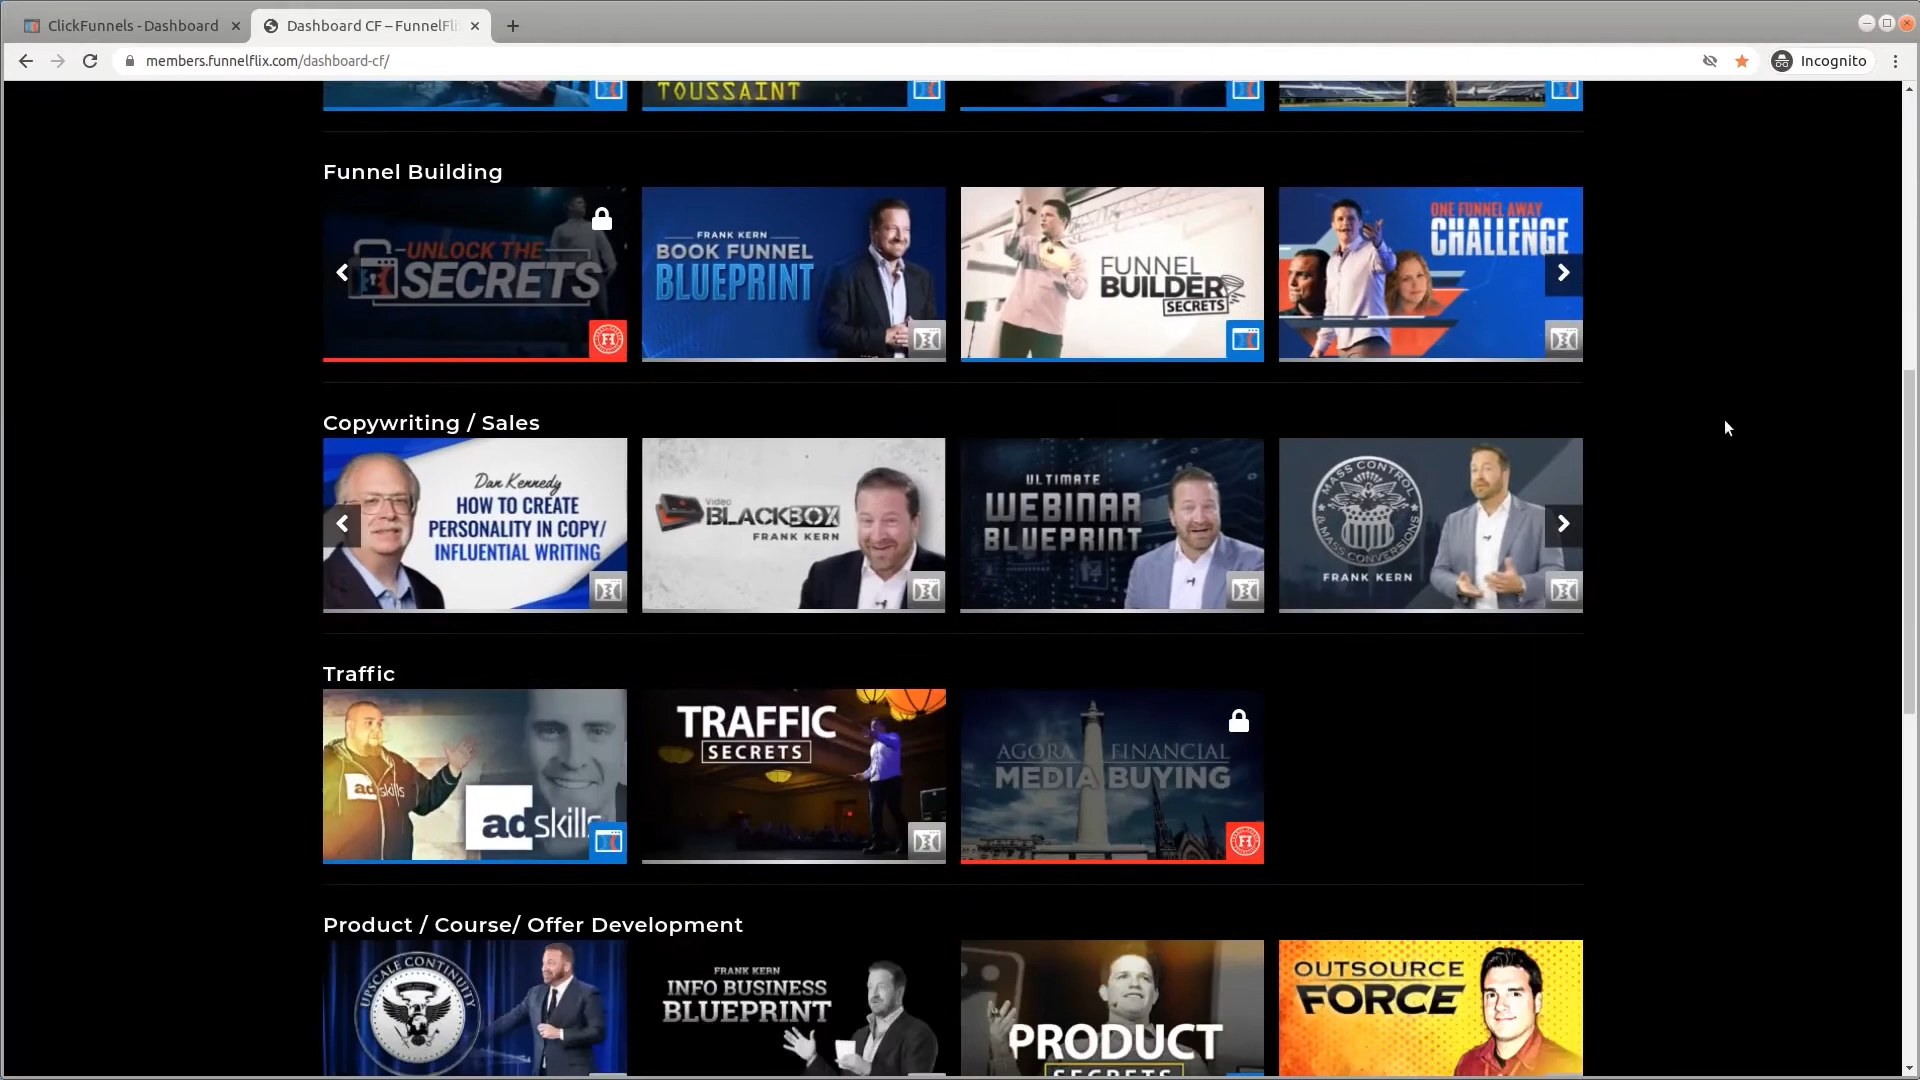 ClickFunnels - Dashboard
Dashboard CF – FunnelFli
members.funnelflix.com/dashboard-cf/
Incognito
TOUSSAINT
Funnel Building
UNLOCK THE
SECRETS
FRANK KERN
BOOK FUNNEL
BLUEPRINT
FUNNEL
BUILDER
SECRETS
ONE FUNNEL AWAY
CHALLENGE
Copywriting / Sales
Dan Kennedy
HOW TO CREATE
PERSONALITY IN COPY/
INFLUENTIAL WRITING
Video
BLACKBOX
FRANK KERN
ULTIMATE
WEBINAR
BLUEPRINT
MASS CONTROL
& MASS CONVERSIONS
FRANK KERN
Traffic
adskills
adskills
TRAFFIC
SECRETS
AGORA FINANCIAL
MEDIA BUYING
Product / Course/ Offer Development
UPSCALE CONTINUITY
FRANK KERN
INFO BUSINESS
BLUEPRINT
PRODUCT
SECRETS
OUTSOURCE
FORCE